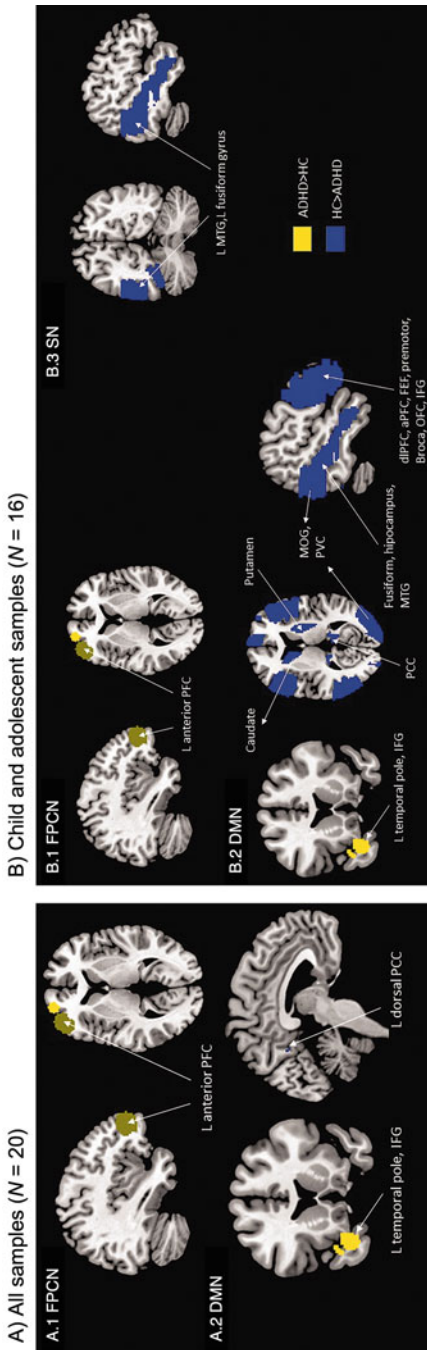 A) All samples (N = 20)
A.1 FPCN
L anterior PFC
A.2 DMN
L temporal pole, IFG
L dorsal PCC
B) Child and adolescent samples (N = 16)
B.1 FPCN
L anterior PFC
B.2 DMN
L temporal pole, IFG
Caudate
Putamen
PCC
MOG,
PVC
Fusiform, hippocampus,
MTG
dlPFC, aPFC, FEF, premotor,
Broca, OFC, IFG
B.3 SN
L MTG,L fusiform gyrus
ADHD>HC
HC>ADHD